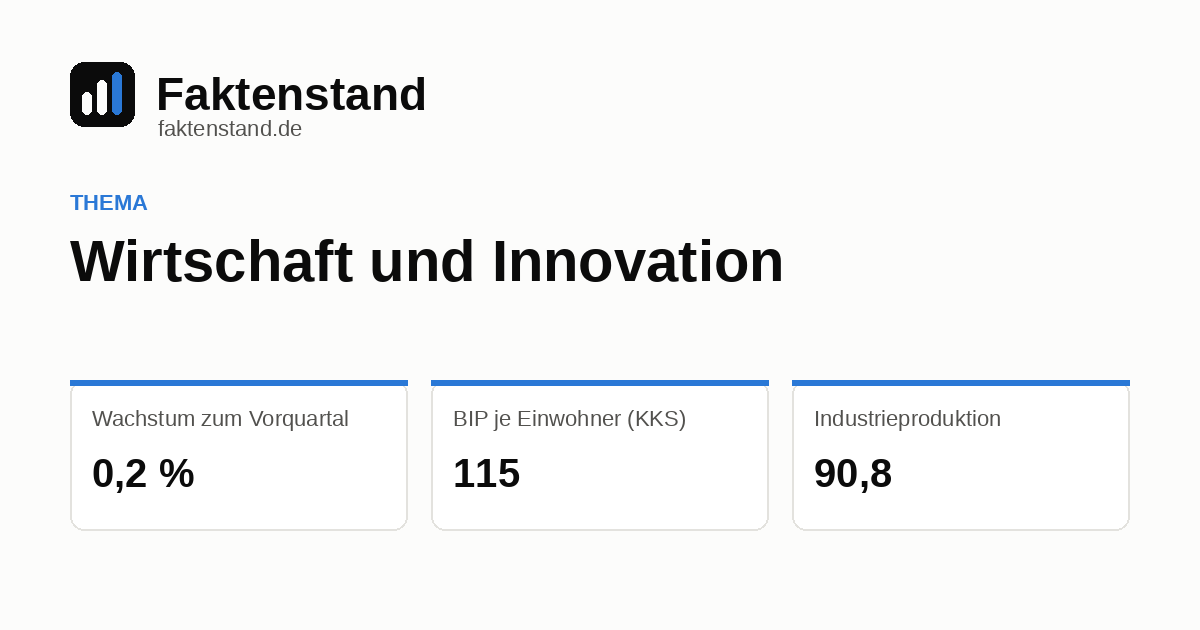 Faktenstand
faktenstand.de
THEMA
Wirtschaft und Innovation
Wachstum zum Vorquartal
0,2 %
BIP je Einwohner (KKS)
115
Industrieproduktion
90,8